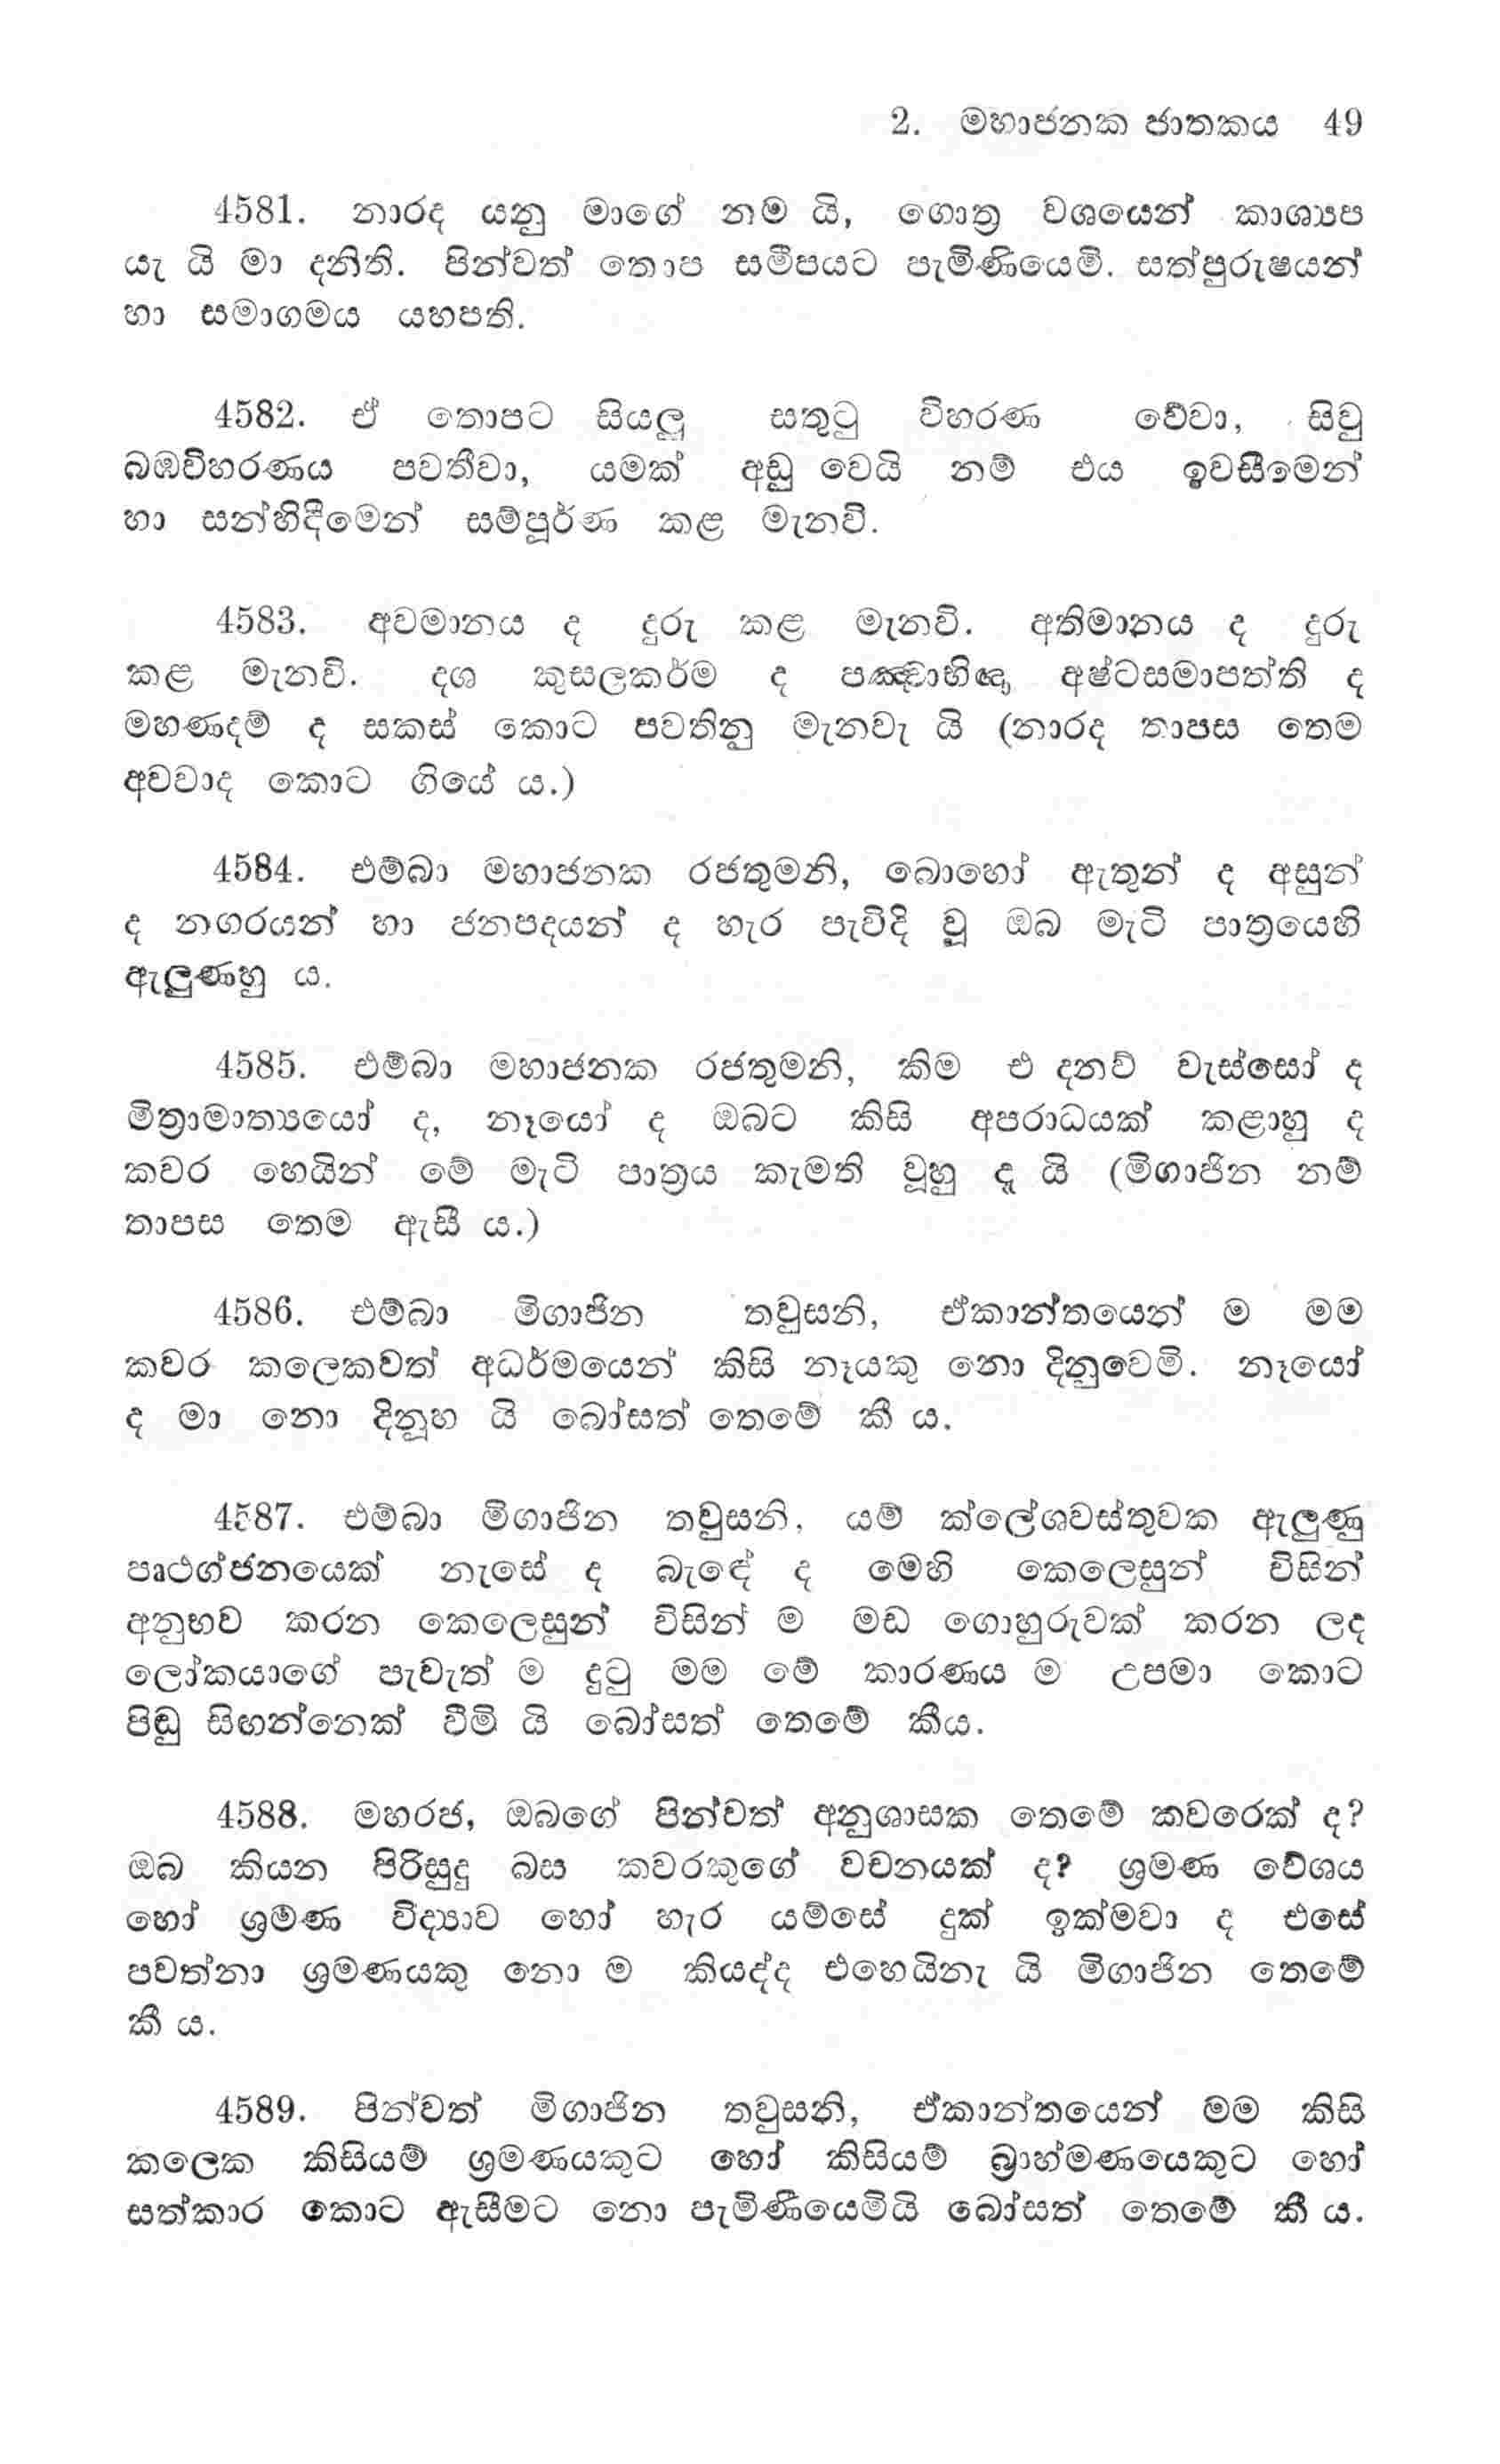 2. මහාජනක ජාතකය 49
4581. නාරද යනු මාගේ නම යි, ගොත්‍ර වශයෙන් කාශ්‍යප
යැ යි මා දනිති. පින්වත් තොප සමීපයට පැමිණියෙමි. සත්පුරුෂයන්
හා සමාගමය යහපති.
4582. ඒ තොපට සියලු සතුටු විහරණ වේවා, සිවු
බඹවිහරණය පවතීවා, යමක් අඩු වෙයි නම් එය ඉවසීමෙන්
හා සන්හිදීමෙන් සම්පූර්ණ කළ මැනවි.
4583. අවමානය ද දුරු කළ මැනවි. අතිමානය ද දුරු
කළ මැනවි. දශ කුසලකර්ම ද පඤ්චාභිඥා අෂ්ටසමාපත්ති ද
මහණදම් ද සකස් කොට පවතිනු මැනවැ යි (නාරද තාපස තෙම
අවවාද කොට ගියේ ය.)
4584. එම්බා මහාජනක රජතුමනි, බොහෝ ඇතුන් ද අසුන්
ද නගරයන් හා ජනපදයන් ද හැර පැවිදි වූ ඔබ මැටි පාත්‍රයෙහි
ඇලුණහු ය.
4585. එම්බා මහාජනක රජතුමනි, කිම එ දනව් වැස්සෝ ද
මිත්‍රාමාත්‍යයෝ ද, නෑයෝ ද ඔබට කිසි අපරාධයක් කළාහු ද
කවර හෙයින් මේ මැටි පාත්‍රය කැමති වූහු ද යි (මිගාජින නම්
තාපස තෙම ඇසී ය.)
4586. එම්බා මිගාජින තවුසනි, ඒකාන්තයෙන් ම මම
කවර කලෙකවත් අධර්මයෙන් කිසි නෑයකු නො දිනුවෙමි. නෑයෝ
ද මා නො දිනූහ යි බෝසත් තෙමේ කී ය.
4587. එම්බා මිගාජින තවුසනි, යම් ක්ලේශවස්තුවක ඇලුණු
පෘථග්ජනයෙක් නැසේ ද බැඳේ ද මෙහි කෙලෙසුන් විසින්
අනුභව කරන කෙලෙසුන් විසින් ම මඩ ගොහුරුවක් කරන ලද
ලෝකයාගේ පැවැත් ම දුටු මම මේ කාරණය ම උපමා කොට
පිඬු සිඟන්නෙක් වීමි යි බෝසත් තෙමේ කීය.
4588. මහරජ, ඔබගේ පින්වත් අනුශාසක තෙමේ කවරෙක් ද?
ඔබ කියන පිරිසුදු බස කවරකුගේ වචනයක් ද? ශ්‍රමණ වේශය
හෝ ශ්‍රමණ විද්‍යාව හෝ හැර යම්සේ දුක් ඉක්මවා ද එසේ
පවත්නා ශ්‍රමණයකු නො ම කියද්ද එහෙයිනැ යි මිගාජින තෙමේ
කී ය.
4589. පින්වත් මිගාජින තවුසනි, ඒකාන්තයෙන් මම කිසි
කලෙක කිසියම් ශ්‍රමණයකුට හෝ කිසියම් බ්‍රාහ්මණයෙකුට හෝ
සත්කාර කොට ඇසීමට නො පැමිණීයෙමියි බෝසත් තෙමේ කී ය.